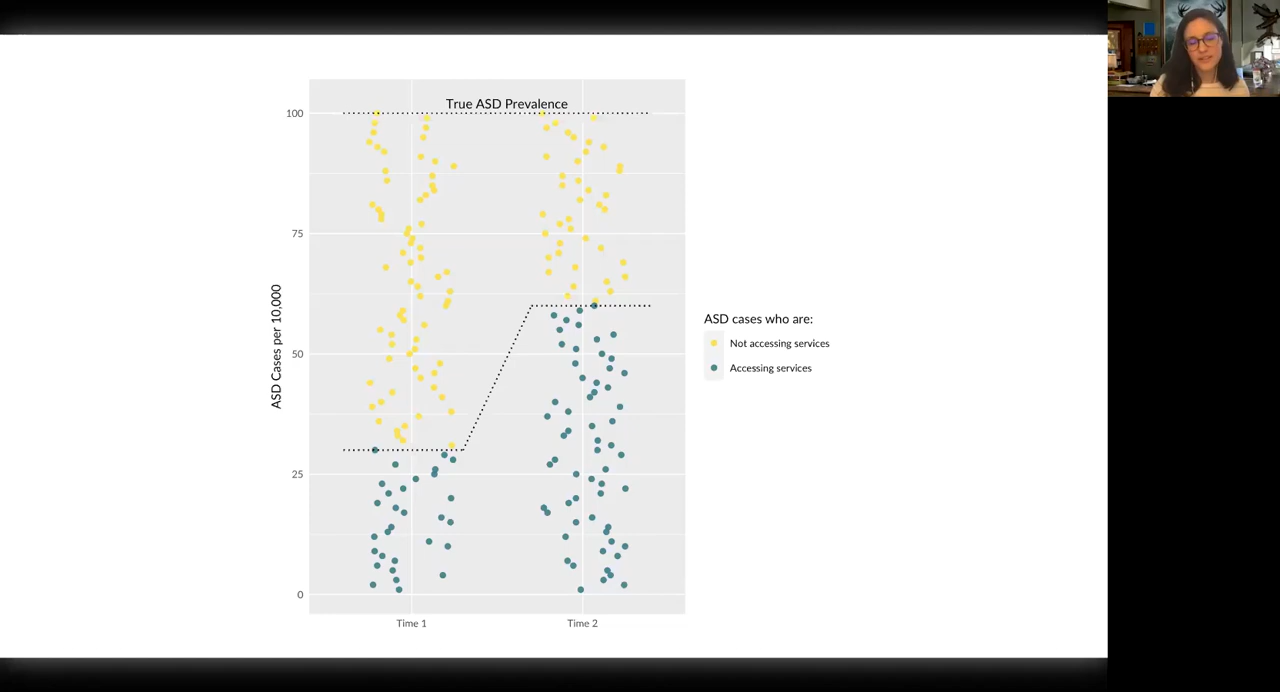 True ASD Prevalence
100
75
50
25
0
ASD Cases per 10,000
Time 1
Time 2
ASD cases who are:
Not accessing services
Accessing services